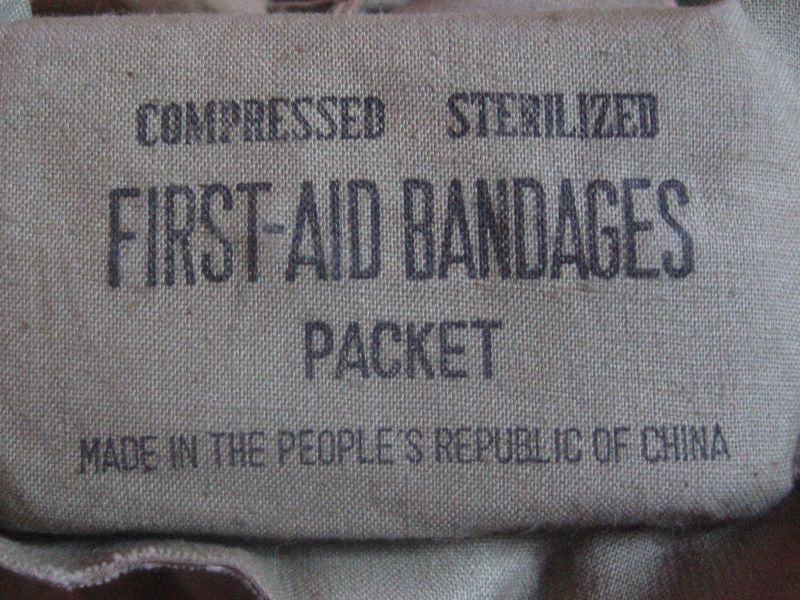 COMPRESSED STERILIZED
FIRST-AID BANDAGES
PACKET
MADE IN THE PEOPLE'S REPUBLIC OF CHINA